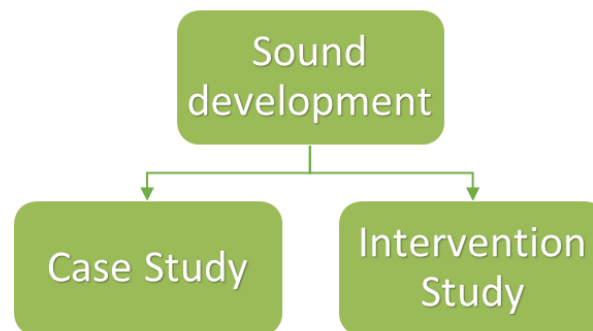 Sound
development
Case Study
Intervention
Study